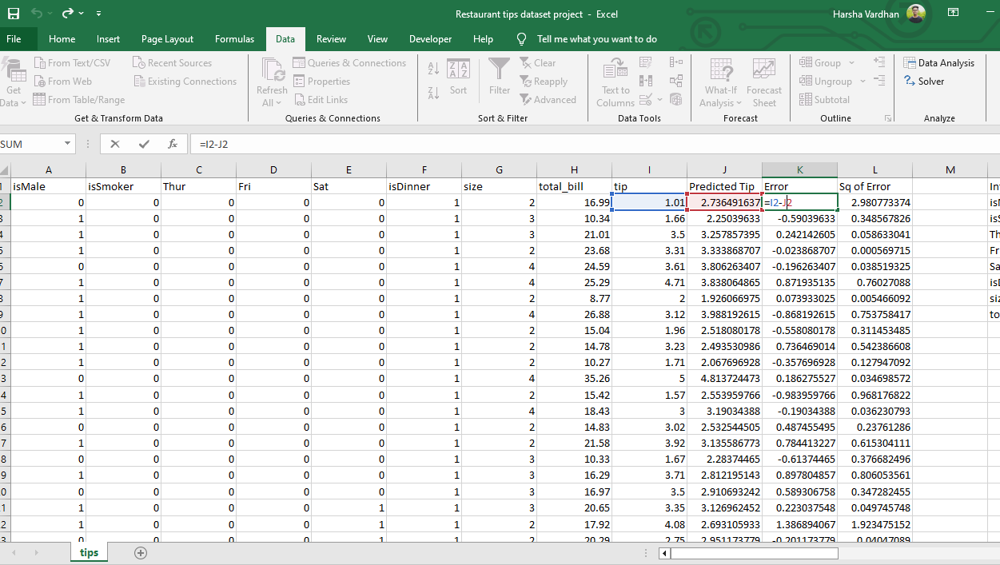 Restaurant tips dataset project - Excel
Harsha Vardhan
File Home Insert Page Layout Formulas Data Review View Developer Help Tell me what you want to do
Get Data
From Text/CSV
From Web
From Table/Range
Recent Sources
Existing Connections
Get & Transform Data
Refresh All
Queries & Connections
Properties
Edit Links
Queries & Connections
Sort
Filter
Clear
Reapply
Advanced
Sort & Filter
Text to Columns
Data Tools
What-If Analysis
Forecast Sheet
Forecast
Group
Ungroup
Subtotal
Outline
Data Analysis
Solver
Analyze
SUM fx =I2-J2
A B C D E F G H I J K L M
1 isMale isSmoker Thur Fri Sat isDinner size total_bill tip Predicted Tip Error Sq of Error
2 0 0 0 0 0 1 2 16.99 1.01 2.736491637 =I2-J2 2.980773374
3 1 0 0 0 0 1 3 10.34 1.66 2.25039633 -0.59039633 0.348567826
4 1 0 0 0 0 1 3 21.01 3.5 3.257857395 0.242142605 0.058633041 Th
5 1 0 0 0 0 1 2 23.68 3.31 3.333868707 -0.023868707 0.000569715 Fr
6 0 0 0 0 0 1 4 24.59 3.61 3.806263407 -0.196263407 0.038519325 Sa
7 1 0 0 0 0 1 4 25.29 4.71 3.838064865 0.871935135 0.76027088
8 1 0 0 0 0 1 2 8.77 2 1.926066975 0.073933025 0.005466092 siz
9 1 0 0 0 0 1 4 26.88 3.12 3.988192615 -0.868192615 0.753758417 to
0 1 0 0 0 0 1 2 15.04 1.96 2.518080178 -0.558080178 0.311453485
1 1 0 0 0 0 1 2 14.78 3.23 2.493530986 0.736469014 0.542386608
2 1 0 0 0 0 1 2 10.27 1.71 2.067696928 -0.357696928 0.127947092
3 0 0 0 0 0 1 4 35.26 5 4.813724473 0.186275527 0.034698572
4 1 0 0 0 0 1 2 15.42 1.57 2.553959766 -0.983959766 0.968176822
5 1 0 0 0 0 1 4 18.43 3 3.19034388 -0.19034388 0.036230793
6 0 0 0 0 0 1 2 14.83 3.02 2.532544505 0.487455495 0.23761286
7 1 0 0 0 0 1 2 21.58 3.92 3.135586773 0.784413227 0.615304111
8 0 0 0 0 0 1 3 10.33 1.67 2.28374465 -0.61374465 0.376682496
9 1 0 0 0 0 1 3 16.29 3.71 2.812195143 0.897804857 0.806053561
0 0 0 0 0 0 1 3 16.97 3.5 2.910693242 0.589306758 0.347282455
1 1 0 0 0 1 1 3 20.65 3.35 3.126962452 0.223037548 0.049745748
2 1 0 0 0 1 1 2 17.92 4.08 2.693105933 1.386894067 1.923475152
3 0 0 0 0 1 1 2 20.29 2.75 2.951173779 -0.201173779 0.04047089
tips